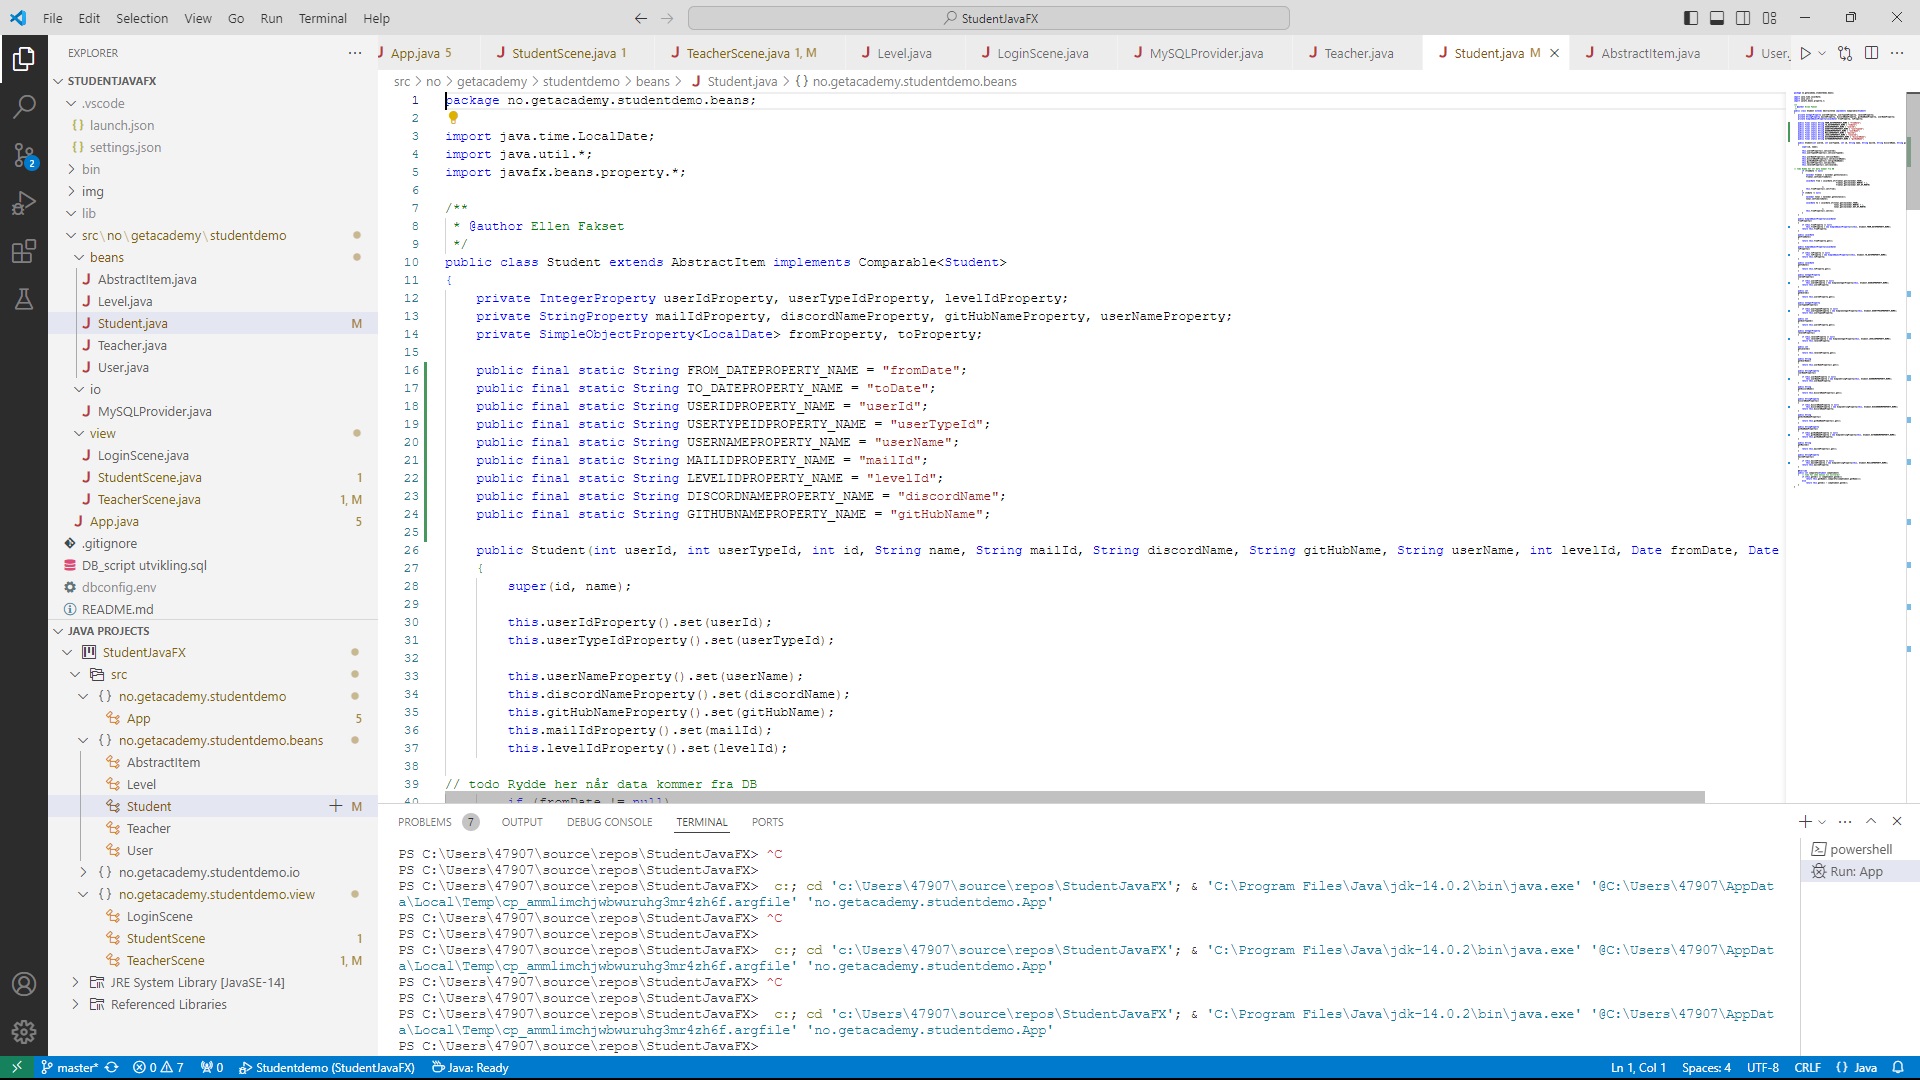 File Edit Selection View Go Run Terminal Help
StudentJavaFX
EXPLORER
STUDENTJAVAFX
.vscode
launch.json
settings.json
bin
img
lib
src\no\getacademy\studentdemo
beans
AbstractItem.java
Level.java
Student.java M
Teacher.java
User.java
io
MySQLProvider.java
view
LoginScene.java
StudentScene.java 1
TeacherScene.java 1, M
App.java 5
.gitignore
DB_script utvikling.sql
dbconfig.env
README.md
JAVA PROJECTS
StudentJavaFX
src
no.getacademy.studentdemo
App 5
no.getacademy.studentdemo.beans
AbstractItem
Level
Student M
Teacher
User
no.getacademy.studentdemo.io
no.getacademy.studentdemo.view
LoginScene
StudentScene 1
TeacherScene 1, M
JRE System Library [JavaSE-14]
Referenced Libraries
2
App.java 5 StudentScene.java 1 TeacherScene.java 1, M Level.java LoginScene.java MySQLProvider.java Teacher.java Student.java M AbstractItem.java User.
src > no > getacademy > studentdemo > beans > Student.java > {} no.getacademy.studentdemo.beans
1 package no.getacademy.studentdemo.beans;
2
3 import java.time.LocalDate;
4 import java.util.*;
5 import javafx.beans.property.*;
6
7 /**
8 * @author Ellen Fakset
9 */
10 public class Student extends AbstractItem implements Comparable<Student>
11 {
12 private IntegerProperty userIdProperty, userTypeIdProperty, levelIdProperty;
13 private StringProperty mailIdProperty, discordNameProperty, gitHubNameProperty, userNameProperty;
14 private SimpleObjectProperty<LocalDate> fromProperty, toProperty;
15
16 public final static String FROM_DATEPROPERTY_NAME = "fromDate";
17 public final static String TO_DATEPROPERTY_NAME = "toDate";
18 public final static String USERIDPROPERTY_NAME = "userId";
19 public final static String USERTYPEIDPROPERTY_NAME = "userTypeId";
20 public final static String USERNAMEPROPERTY_NAME = "userName";
21 public final static String MAILIDPROPERTY_NAME = "mailId";
22 public final static String LEVELIDPROPERTY_NAME = "levelId";
23 public final static String DISCORDNAMEPROPERTY_NAME = "discordName";
24 public final static String GITHUBNAMEPROPERTY_NAME = "gitHubName";
25
26 public Student(int userId, int userTypeId, int id, String name, String mailId, String discordName, String gitHubName, String userName, int levelId, Date fromDate, Date
27 {
28 super(id, name);
29
30 this.userIdProperty().set(userId);
31 this.userTypeIdProperty().set(userTypeId);
32
33 this.userNameProperty().set(userName);
34 this.discordNameProperty().set(discordName);
35 this.gitHubNameProperty().set(gitHubName);
36 this.mailIdProperty().set(mailId);
37 this.levelIdProperty().set(levelId);
38
39 // todo Rydde her når data kommer fra DB
40 if (fromDate != null)
PROBLEMS 7 OUTPUT DEBUG CONSOLE TERMINAL PORTS
PS C:\Users\47907\source\repos\StudentJavaFX> ^C
PS C:\Users\47907\source\repos\StudentJavaFX>
PS C:\Users\47907\source\repos\StudentJavaFX> c:; cd 'c:\Users\47907\source\repos\StudentJavaFX'; & 'C:\Program Files\Java\jdk-14.0.2\bin\java.exe' '@C:\Users\47907\AppDat
a\Local\Temp\cp_ammlimchjwbwuruhg3mr4zh6f.argfile' 'no.getacademy.studentdemo.App'
PS C:\Users\47907\source\repos\StudentJavaFX> ^C
PS C:\Users\47907\source\repos\StudentJavaFX>
PS C:\Users\47907\source\repos\StudentJavaFX> c:; cd 'c:\Users\47907\source\repos\StudentJavaFX'; & 'C:\Program Files\Java\jdk-14.0.2\bin\java.exe' '@C:\Users\47907\AppDat
a\Local\Temp\cp_ammlimchjwbwuruhg3mr4zh6f.argfile' 'no.getacademy.studentdemo.App'
PS C:\Users\47907\source\repos\StudentJavaFX> ^C
PS C:\Users\47907\source\repos\StudentJavaFX>
PS C:\Users\47907\source\repos\StudentJavaFX> c:; cd 'c:\Users\47907\source\repos\StudentJavaFX'; & 'C:\Program Files\Java\jdk-14.0.2\bin\java.exe' '@C:\Users\47907\AppDat
a\Local\Temp\cp_ammlimchjwbwuruhg3mr4zh6f.argfile' 'no.getacademy.studentdemo.App'
PS C:\Users\47907\source\repos\StudentJavaFX>
powershell
Run: App
master* 0 7 0 Studentdemo (StudentJavaFX) Java: Ready Ln 1, Col 1 Spaces: 4 UTF-8 CRLF {} Java